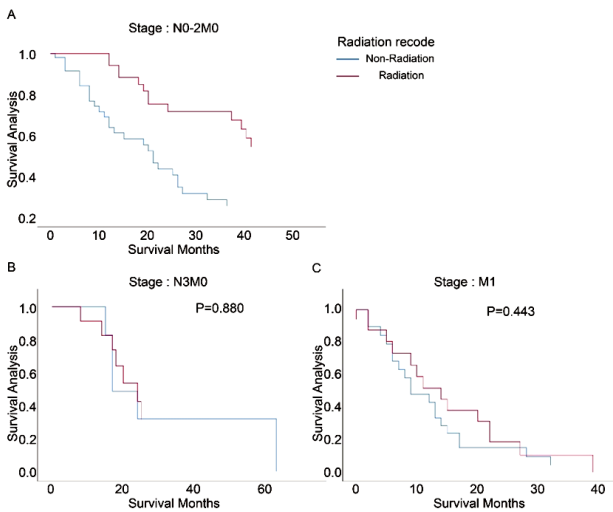 A
Stage : N0-2M0
Radiation recode
Non-Radiation
Radiation
Survival Analysis
1.0
0.8
0.6
0.4
0.2
0 10 20 30 40 50
Survival Months
B
Stage : N3M0
P=0.880
Survival Analysis
1.0
0.8
0.6
0.4
0.2
0.0
0 20 40 60
Survival Months
C
Stage : M1
P=0.443
Survival Analysis
1.0
0.8
0.6
0.4
0.2
0.0
0 10 20 30 40
Survival Months